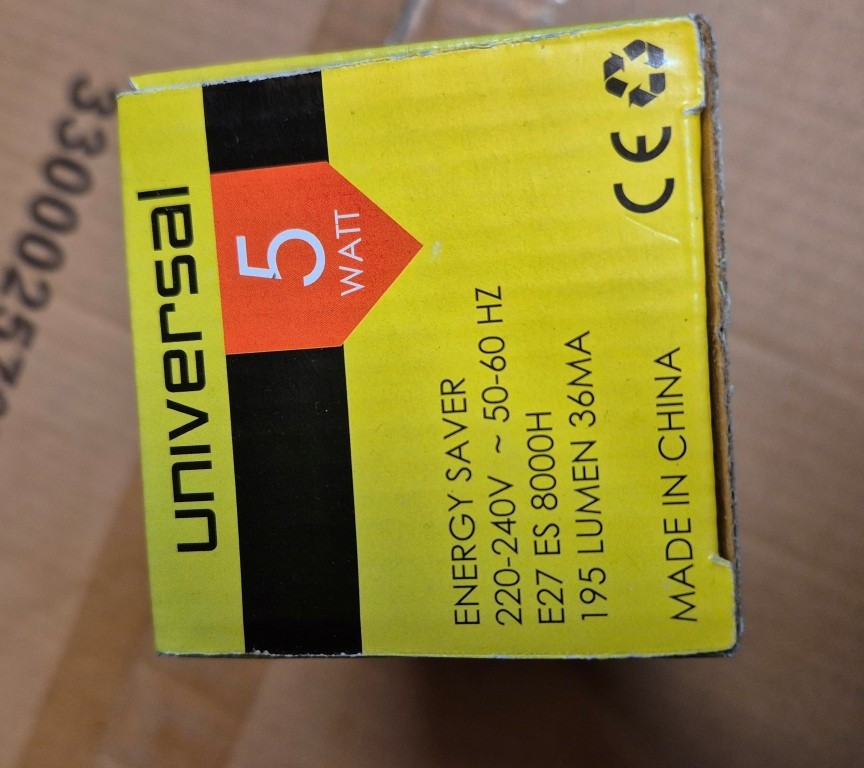 universal
5
WATT
ENERGY SAVER
220-240V ~ 50-60 HZ
E27 ES 8000H
195 LUMEN 36MA
MADE IN CHINA
CE